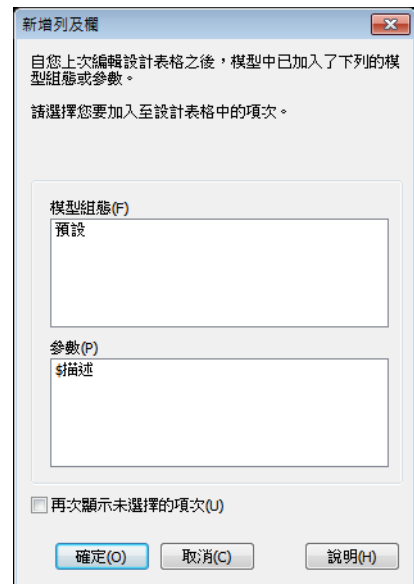 新增列及欄
自您上次編輯設計表格之後，模型中已加入了下列的模
型組態或參數。
請選擇您要加入至設計表格中的項次。
模型組態(F)
預設
參數(P)
$描述
再次顯示未選擇的項次(U)
確定(O)
取消(C)
說明(H)